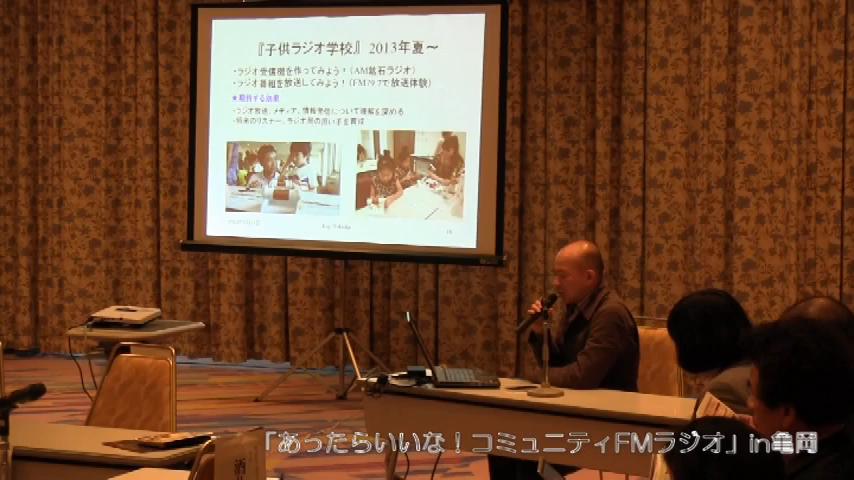 『子供ラジオ学校』 2013年夏～
・ラジオ受信機を作ってみよう！（AM鉱石ラジオ）
・ラジオ番組を放送してみよう！（FM79.7で放送体験）
★期待する効果
・ラジオ放送、メディア、情報発信について理解を深める
・将来のリスナー、ラジオ局の担い手を育成
「あったらいいな！コミュニティFMラジオ」in亀岡